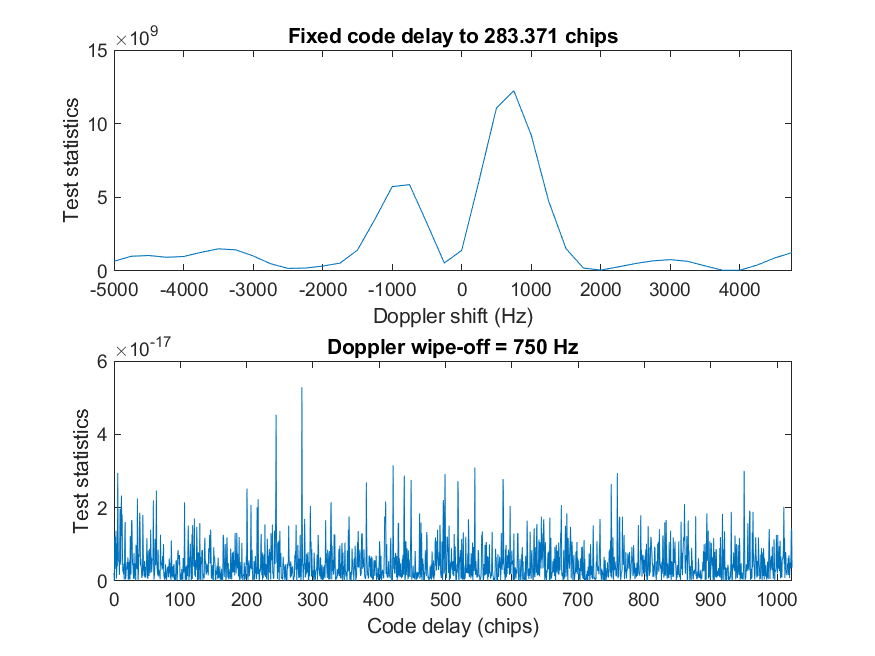 ×10^9
Fixed code delay to 283.371 chips
15
10
5
0
Test statistics
-5000 -4000 -3000 -2000 -1000 0 1000 2000 3000 4000
Doppler shift (Hz)
×10^-17
Doppler wipe-off = 750 Hz
6
4
2
0
Test statistics
0 100 200 300 400 500 600 700 800 900 1000
Code delay (chips)